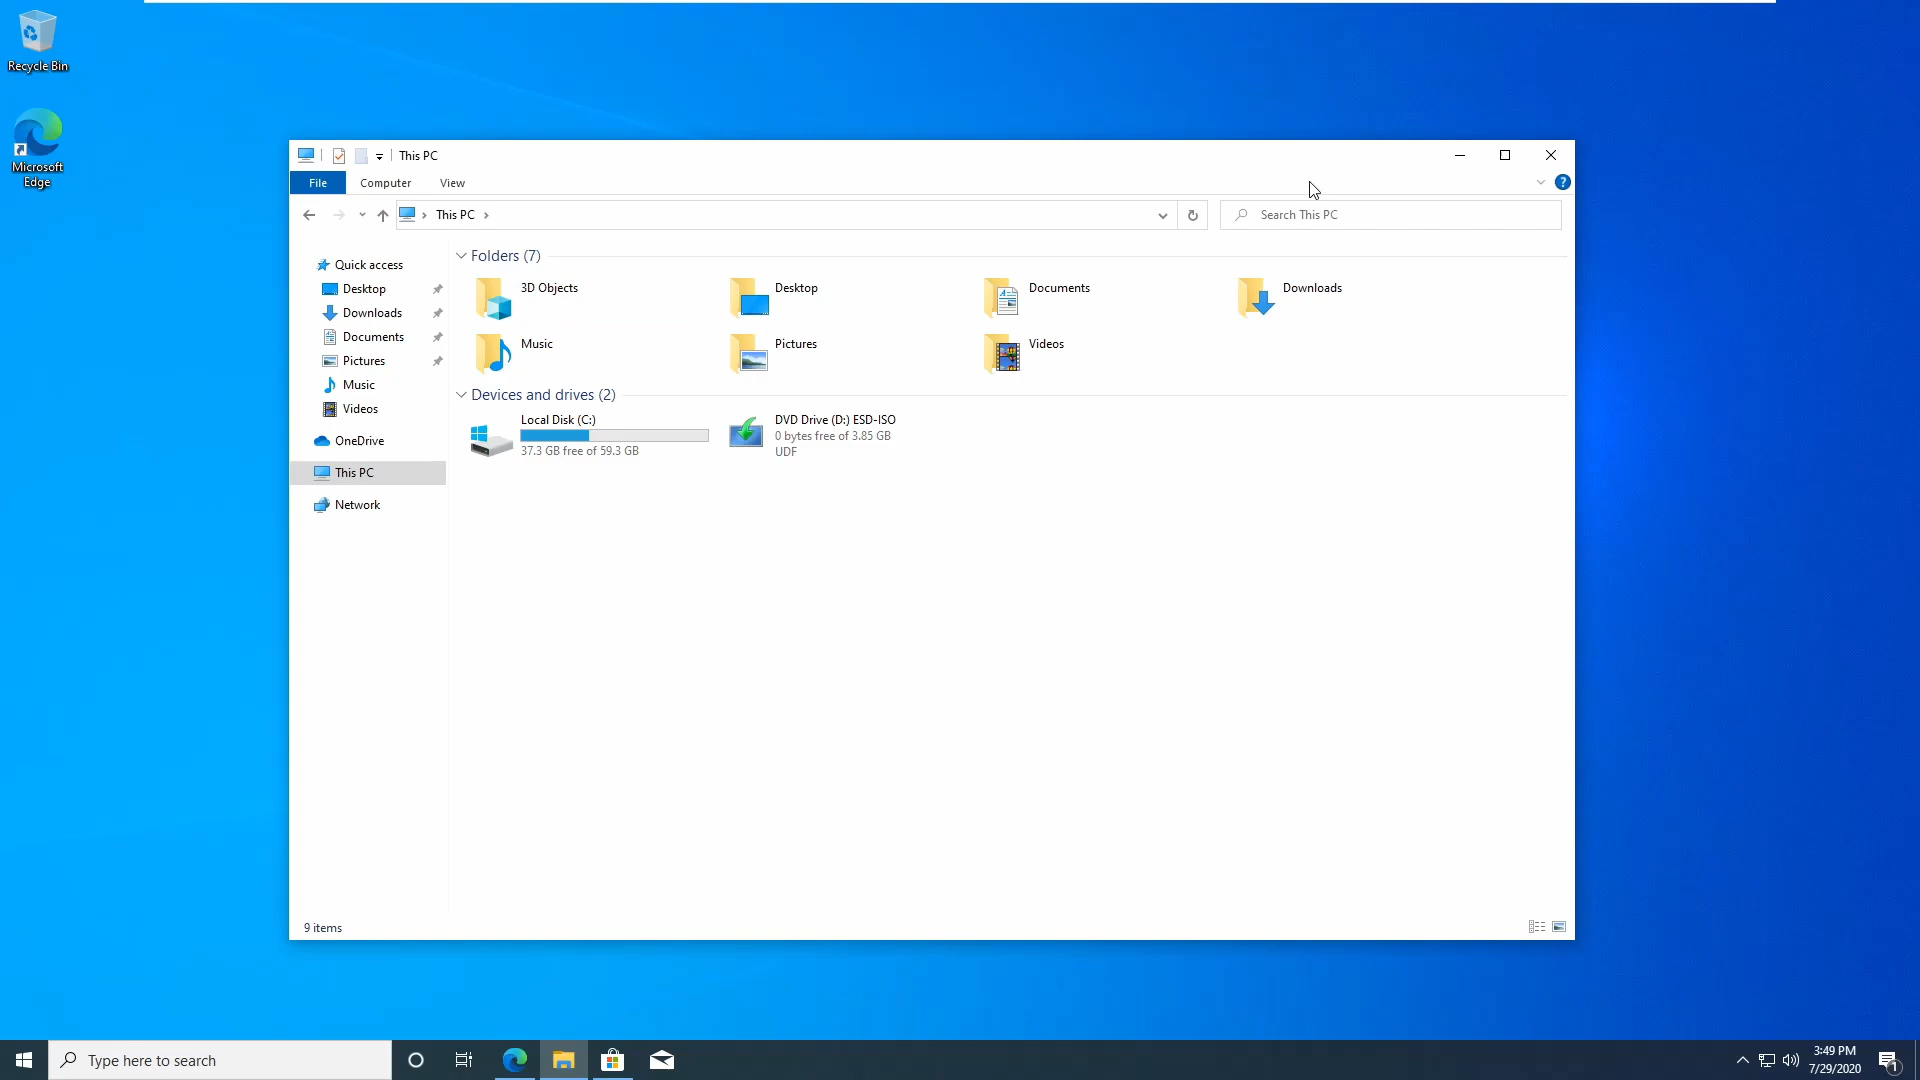 Recycle Bin
Microsoft
Edge
This PC
File
Computer
View
?
This PC
Search This PC
Quick access
Desktop
Downloads
Documents
Pictures
Music
Videos
OneDrive
This PC
Network
Folders (7)
3D Objects
Desktop
Documents
Downloads
Music
Pictures
Videos
Devices and drives (2)
Local Disk (C:)
37.3 GB free of 59.3 GB
DVD Drive (D:) ESD-ISO
0 bytes free of 3.85 GB
UDF
9 items
Type here to search
3:49 PM
7/29/2020
1